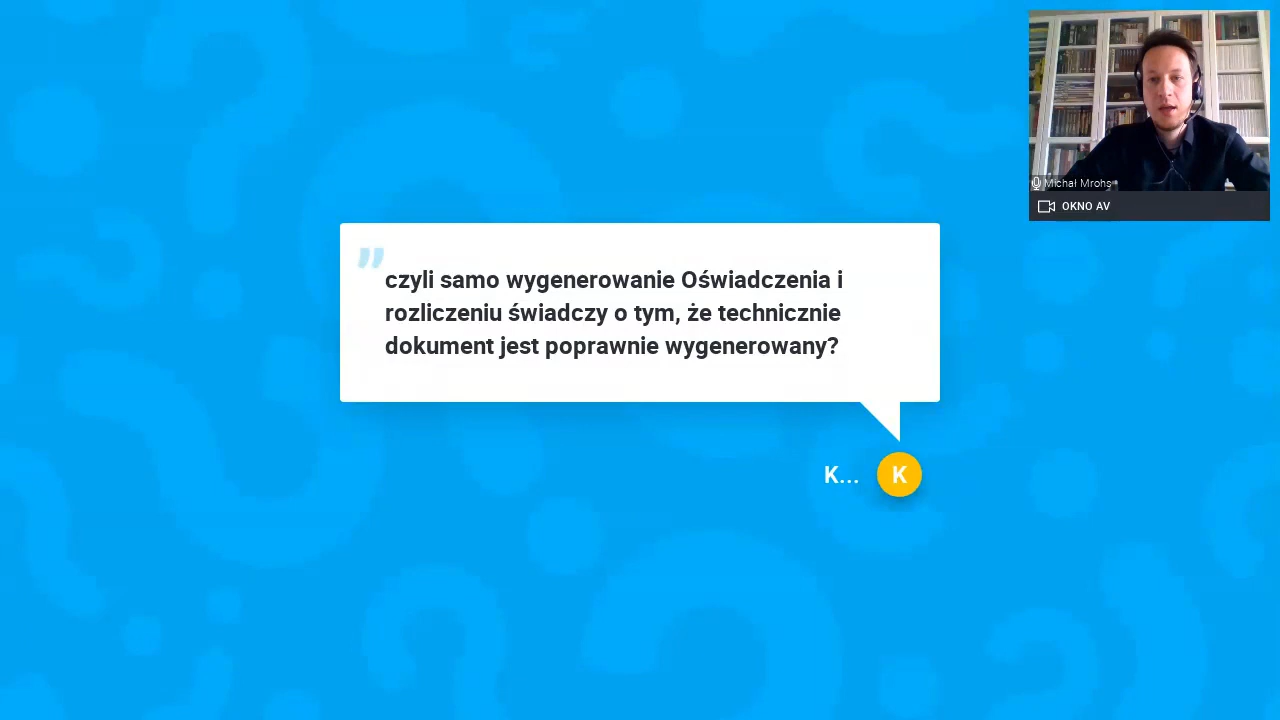 Michał Mrohs
OKNO AV
" czyli samo wygenerowanie Oświadczenia i
rozliczeniu świadczy o tym, że technicznie
dokument jest poprawnie wygenerowany?
K... K